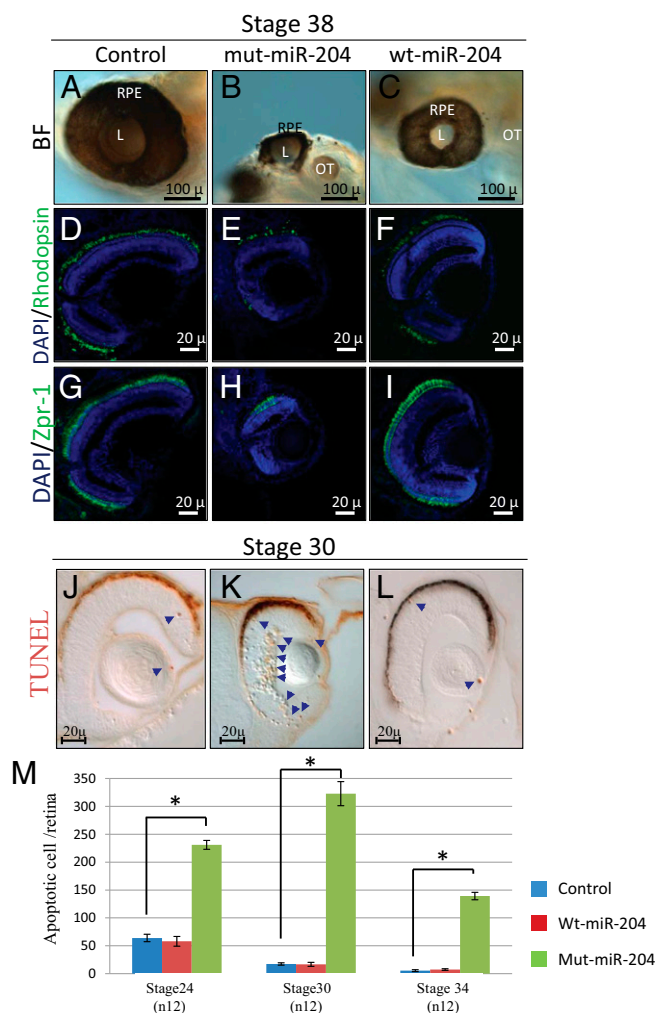 Stage 38
Control mut-miR-204 wt-miR-204
BF
A RPE L 100 µ
B RPE L OT 100 µ
C RPE L OT 100 µ
DAPI/Rhodopsin
D 20 µ
E 20 µ
F 20 µ
DAPI/Zpr-1
G 20 µ
H 20 µ
I 20 µ
Stage 30
TUNEL
J 20µ
K 20µ
L 20µ
M
Apoptotic cell /retina
350
300
250
200
150
100
50
0
* * *
Stage24 Stage30 Stage 34
(n12) (n12) (n12)
Control
Wt-miR-204
Mut-miR-204